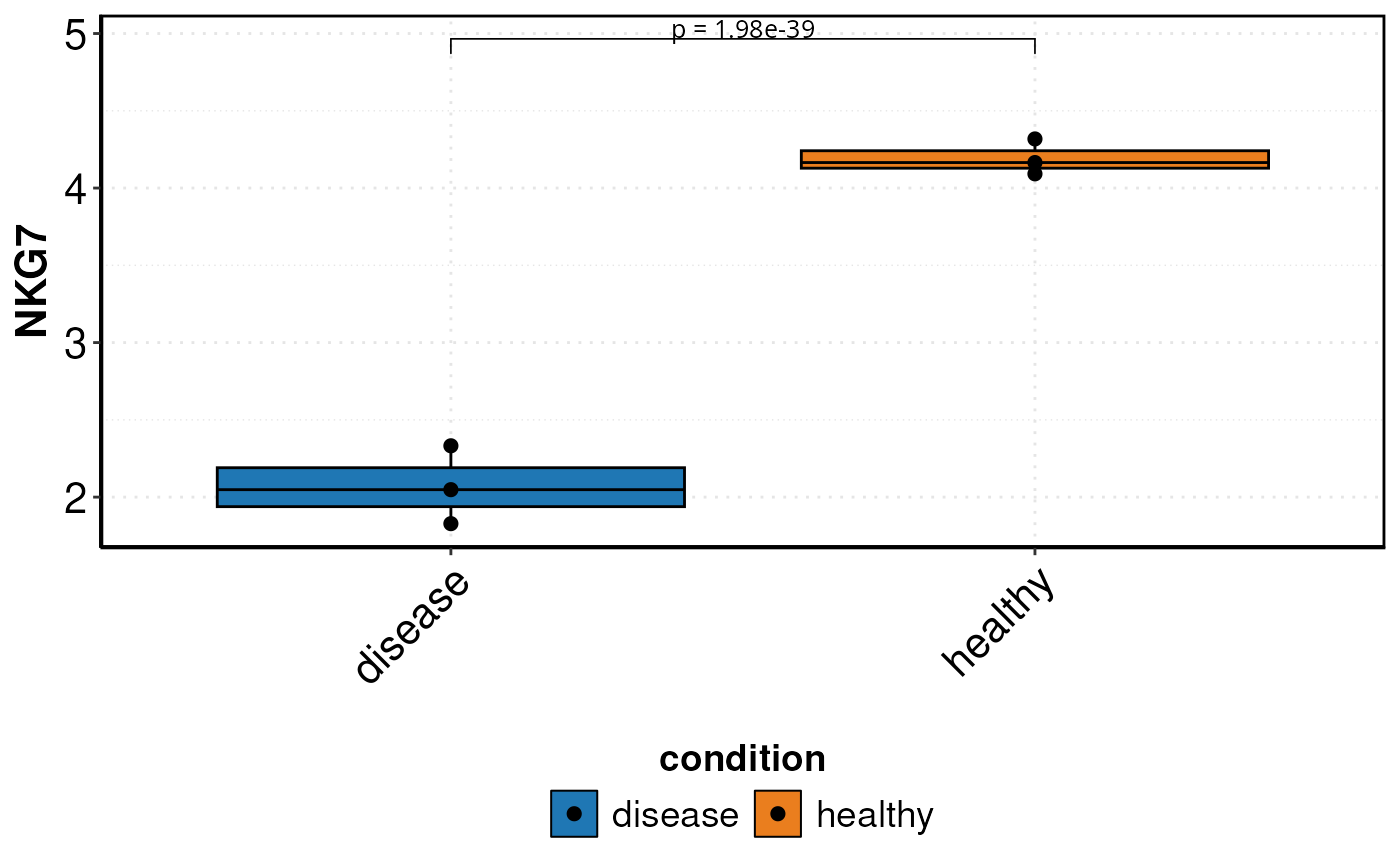 p = 1.98e-39
5
4
3
2
NKG7
disease
healthy
condition
disease
healthy